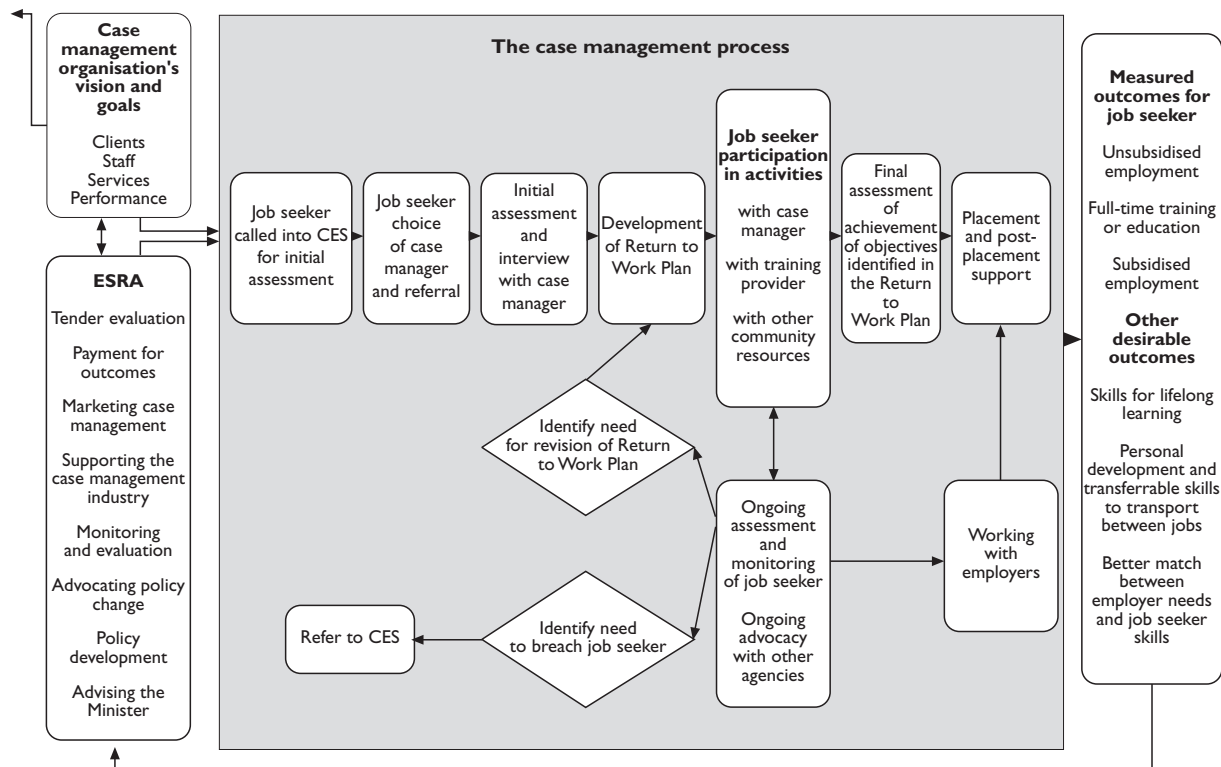 Case
management
organisation's
vision and
goals
Clients
Staff
Services
Performance
ESRA
Tender evaluation
Payment for
outcomes
Marketing case
management
Supporting the
case management
industry
Monitoring
and evaluation
Advocating policy
change
Policy
development
Advising the
Minister
The case management process
Job seeker
called into CES
for initial
assessment
Job seeker
choice
of case
manager
and referral
Initial
assessment
and
interview
with case
manager
Development
of Return to
Work Plan
Job seeker
participation
in activities
with case
manager
with training
provider
with other
community
resources
Final
assessment
of
achievement
of objectives
identified in
the Return
to
Work Plan
Placement
and post-
placement
support
Identify need
for revision of Return
to Work Plan
Ongoing
assessment
and
monitoring
of job seeker
Ongoing
advocacy
with other
agencies
Working
with
employers
Identify need
to breach job seeker
Refer to CES
Measured
outcomes for
job seeker
Unsubsidised
employment
Full-time training
or education
Subsidised
employment
Other
desirable
outcomes
Skills for lifelong
learning
Personal
development and
transferrable skills
to transport
between jobs
Better match
between
employer needs
and job seeker
skills